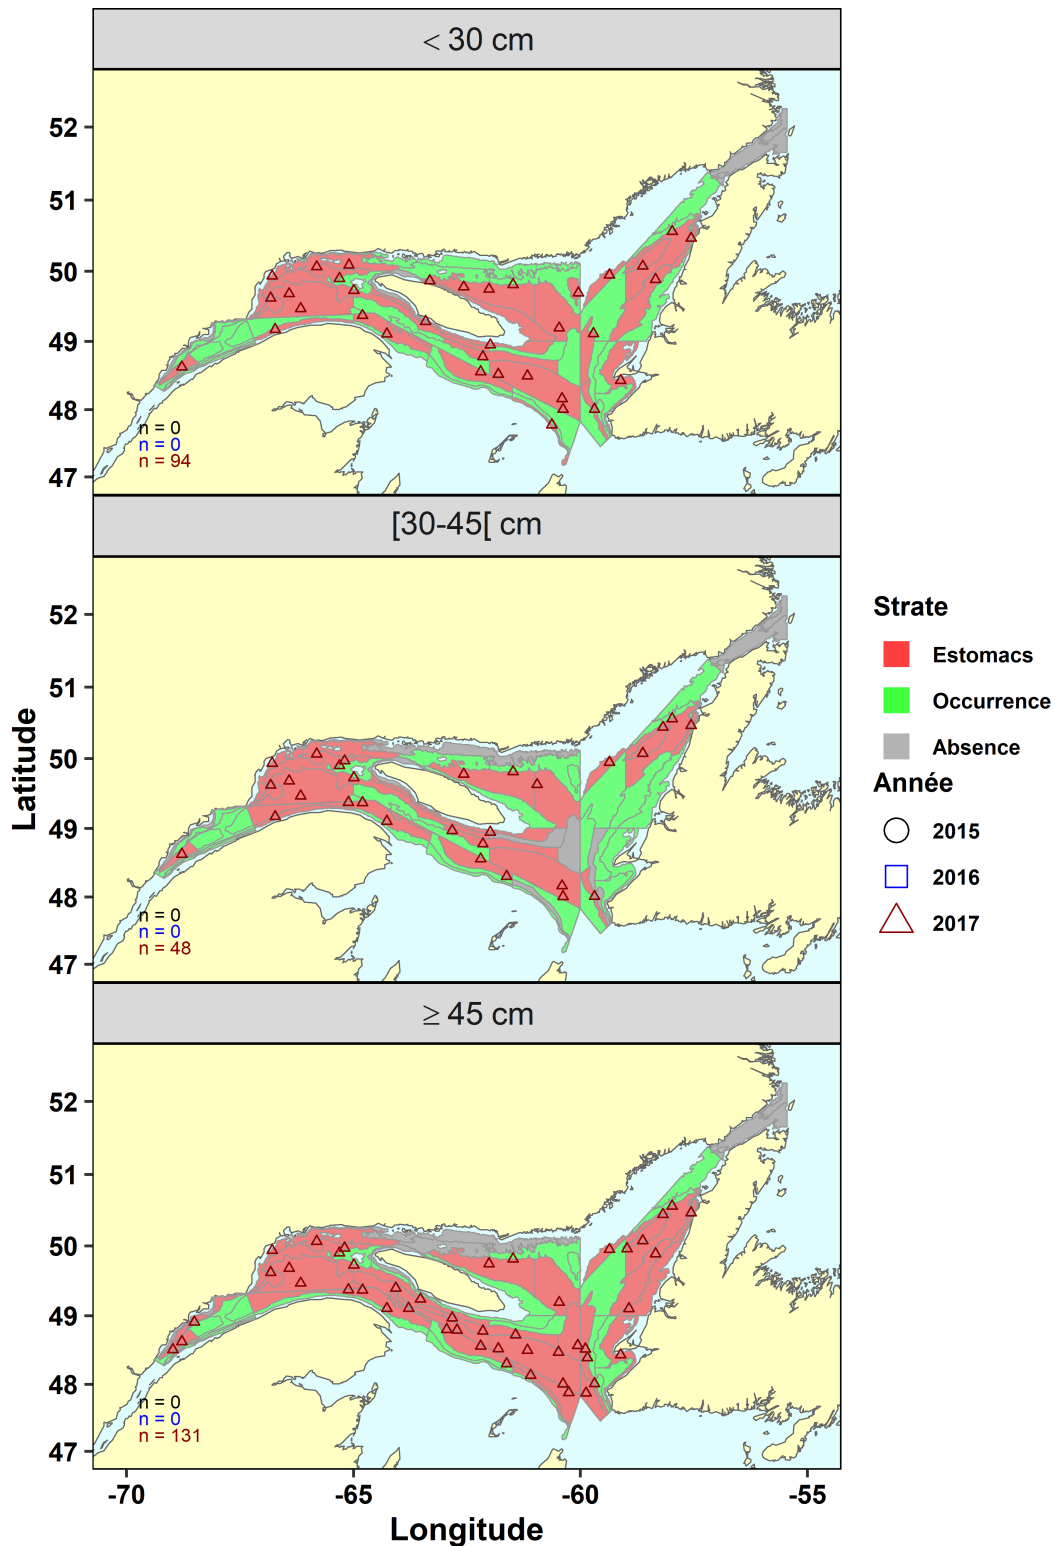 < 30 cm
52
51
50
49
48
47
n = 0
n = 0
n = 94
[30-45[ cm
52
51
50
49
48
47
n = 0
n = 0
n = 48
≥ 45 cm
52
51
50
49
48
47
n = 0
n = 0
n = 131
-70
-65
-60
-55
Longitude
Latitude
Strate
Estomacs
Occurrence
Absence
Année
2015
2016
2017